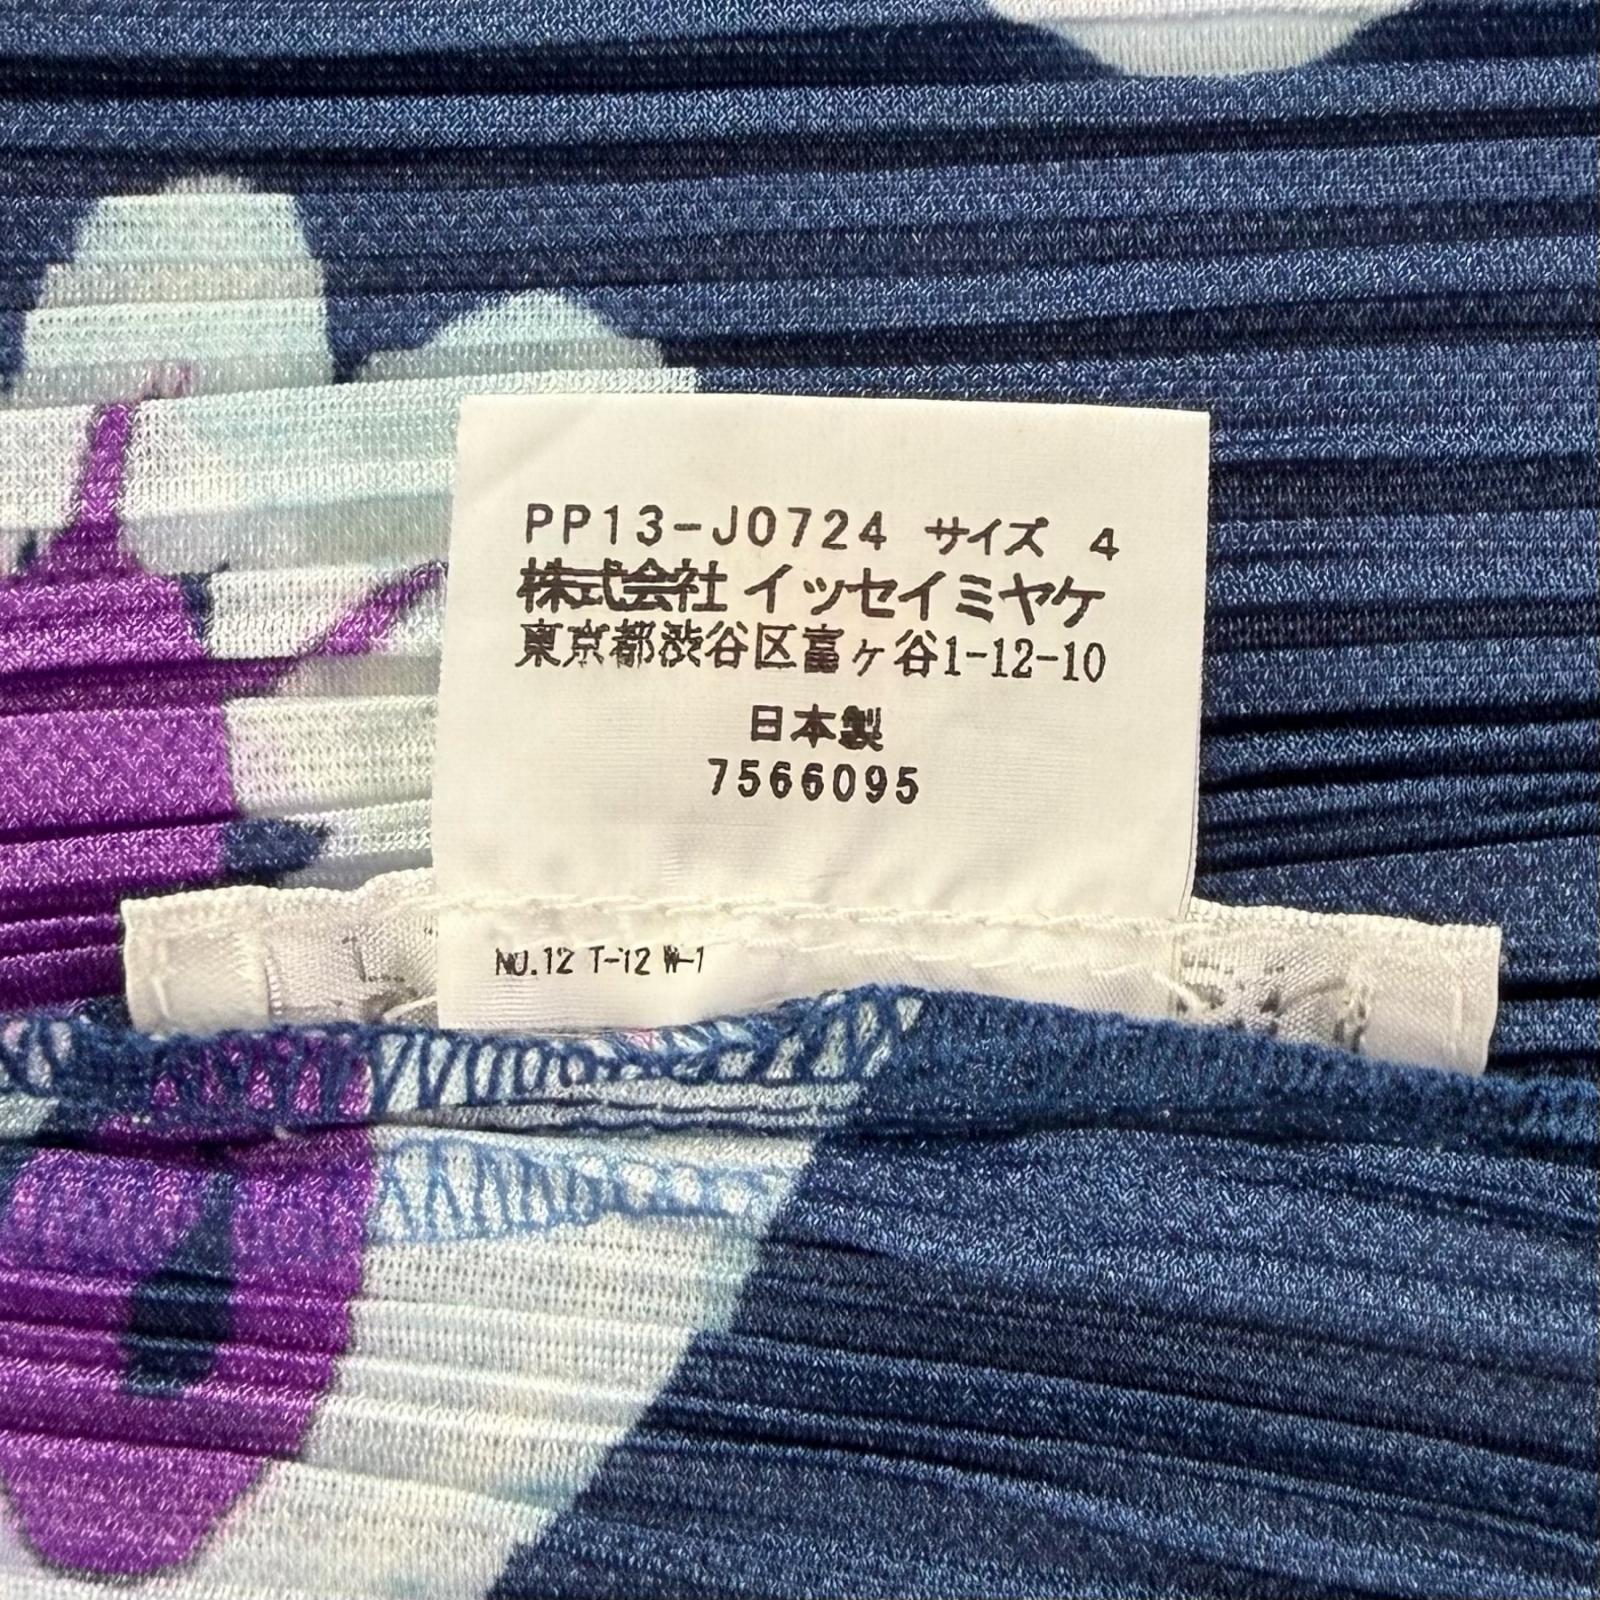 PP13-J0724 サイズ 4
株式会社 イッセイミヤケ
東京都渋谷区富ヶ谷1-12-10
日本製
7566095
NO.12 T-12 W-1